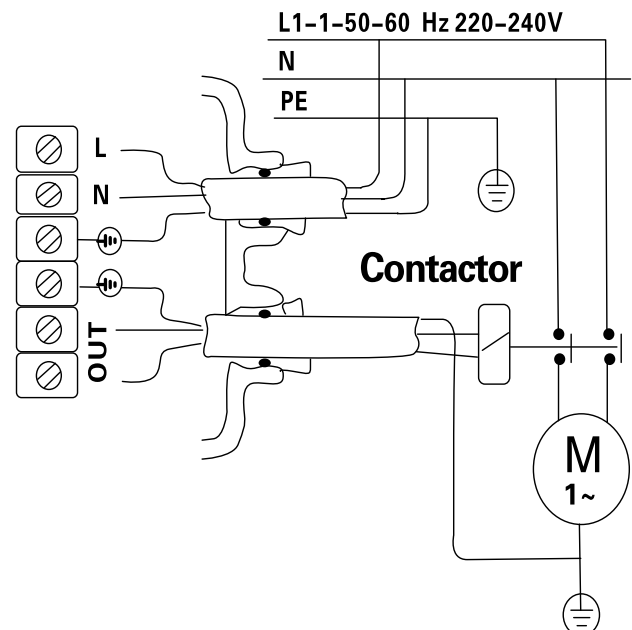 L1-1-50-60 Hz 220-240V
N
PE
L
N
OUT
Contactor
M
1~